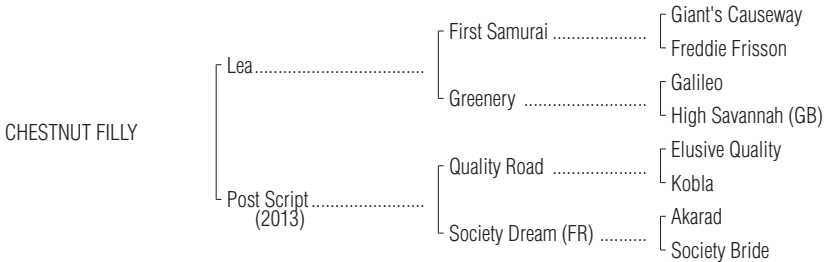 CHESTNUT FILLY
Lea
Post Script
(2013)
First Samurai
Greenery
Quality Road
Society Dream (FR)
Giant's Causeway
Freddie Frisson
Galileo
High Savannah (GB)
Elusive Quality
Kobla
Akarad
Society Bride